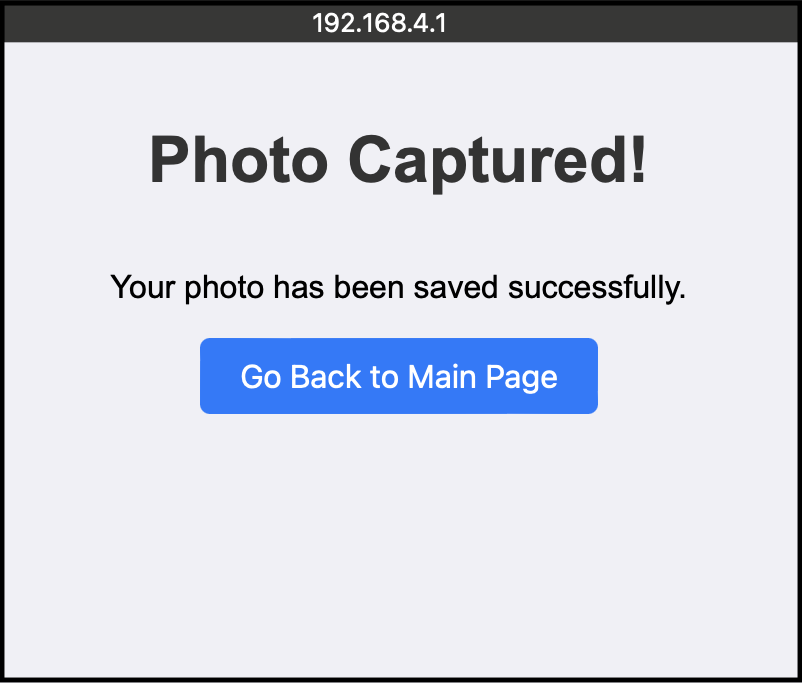 192.168.4.1
Photo Captured!
Your photo has been saved successfully.
Go Back to Main Page